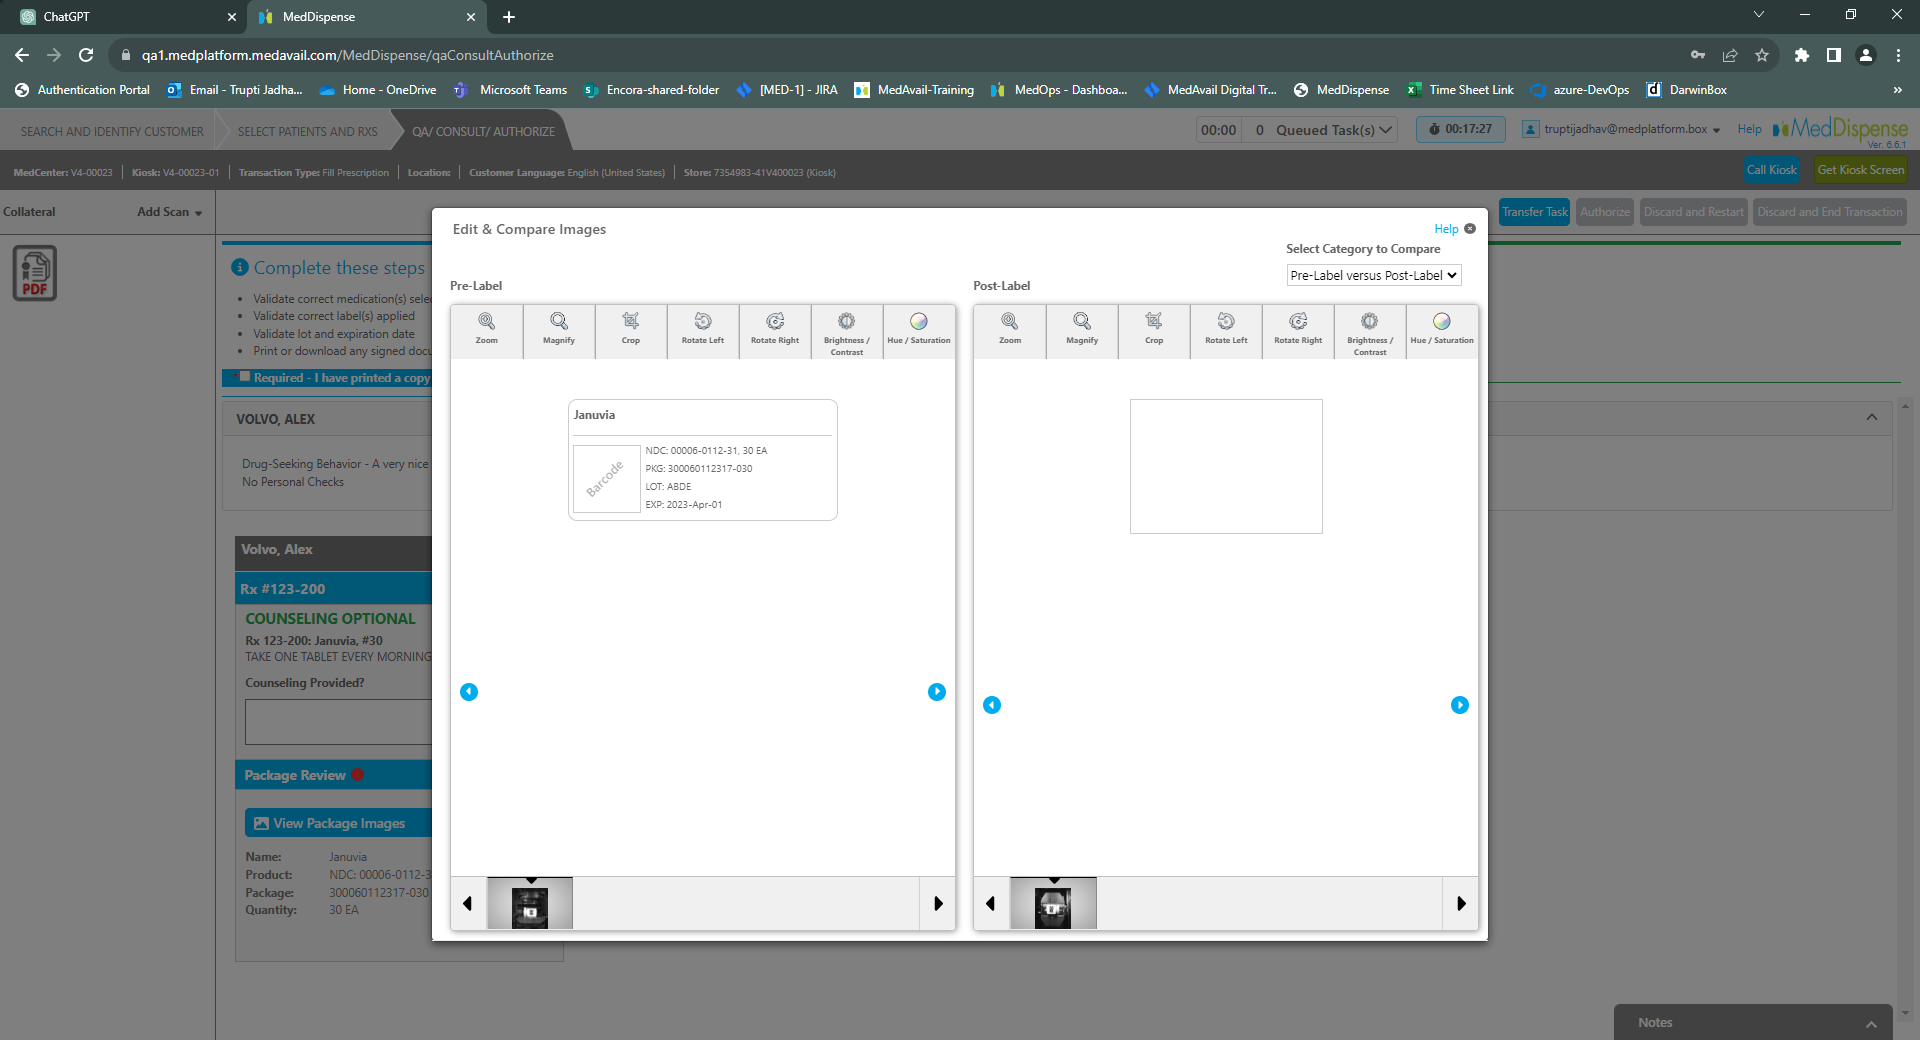 ChatGPT
MedDispense
qa1.medplatform.medavail.com/MedDispense/qaConsultAuthorize
Authentication Portal
Email - Trupti Jadha...
Home - OneDrive
Microsoft Teams
Encora-shared-folder
[MED-1] - JIRA
MedAvail-Training
MedOps - Dashboa...
MedAvail Digital Tr...
MedDispense
Time Sheet Link
azure-DevOps
DarwinBox
»
SEARCH AND IDENTIFY CUSTOMER
SELECT PATIENTS AND RXS
QA/ CONSULT/ AUTHORIZE
00:00
0 Queued Task(s)
00:17:27
truptijadhav@medplatform.box
Help
MedDispense
Ver. 6.6.1
MedCenter: V4-00023
Kiosk: V4-00023-01
Transaction Type: Fill Prescription
Location:
Customer Language: English (United States)
Store: 7354983-41V400023 (Kiosk)
Call Kiosk
Get Kiosk Screen
Collateral
Add Scan
Transfer Task
Authorize
Discard and Restart
Discard and End Transaction
PDF
Complete these steps
• Validate correct medication(s) selec
• Validate correct label(s) applied
• Validate lot and expiration date
• Print or download any signed docu
* Required - I have printed a copy
VOLVO, ALEX
Drug-Seeking Behavior - A very nice
No Personal Checks
Volvo, Alex
Rx #123-200
COUNSELING OPTIONAL
Rx 123-200: Januvia, #30
TAKE ONE TABLET EVERY MORNING
Counseling Provided?
Package Review
View Package Images
Name: Januvia
Product: NDC: 00006-0112-3
Package: 300060112317-030
Quantity: 30 EA
Edit & Compare Images
Help
Select Category to Compare
Pre-Label versus Post-Label
Pre-Label
Zoom
Magnify
Crop
Rotate Left
Rotate Right
Brightness /
Contrast
Hue / Saturation
Januvia
Barcode
NDC: 00006-0112-31, 30 EA
PKG: 300060112317-030
LOT: ABDE
EXP: 2023-Apr-01
Post-Label
Zoom
Magnify
Crop
Rotate Left
Rotate Right
Brightness /
Contrast
Hue / Saturation
Notes